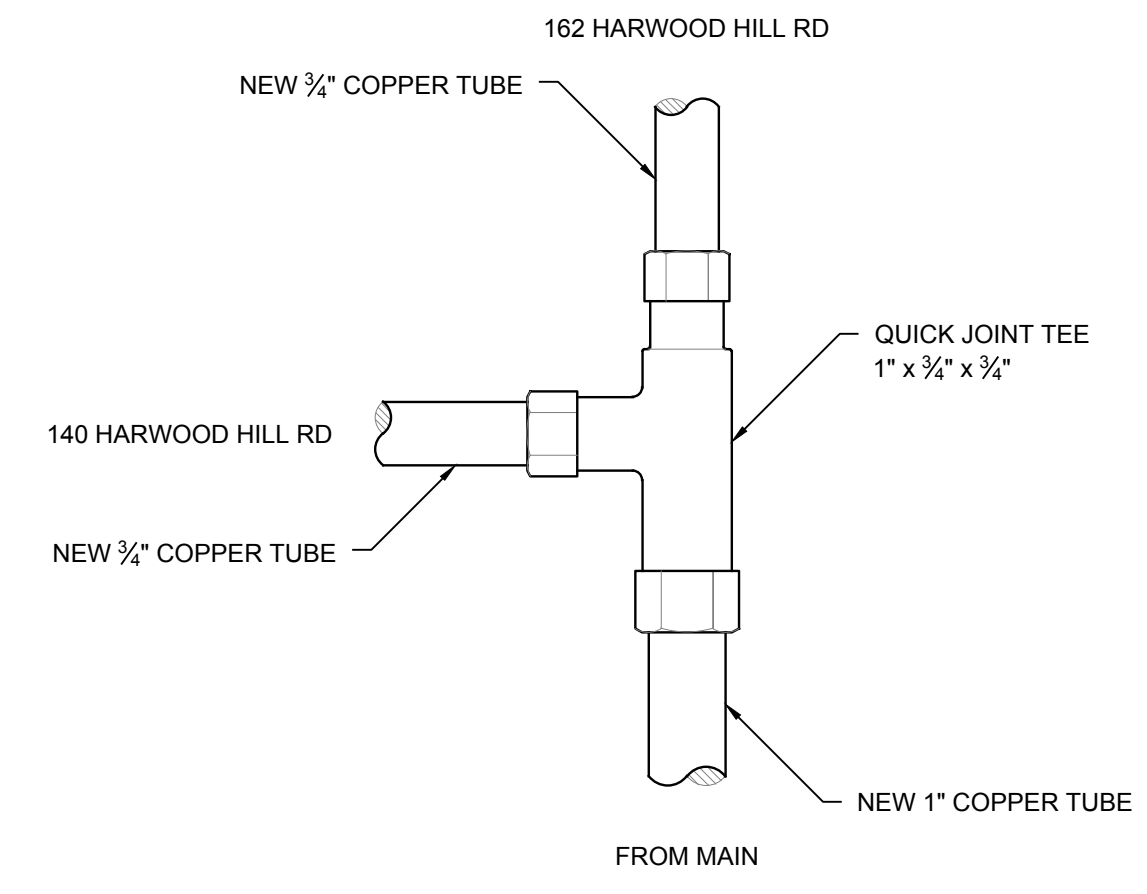 162 HARWOOD HILL RD
NEW ¾" COPPER TUBE
QUICK JOINT TEE
1" x ¾" x ¾"
140 HARWOOD HILL RD
NEW ¾" COPPER TUBE
NEW 1" COPPER TUBE
FROM MAIN